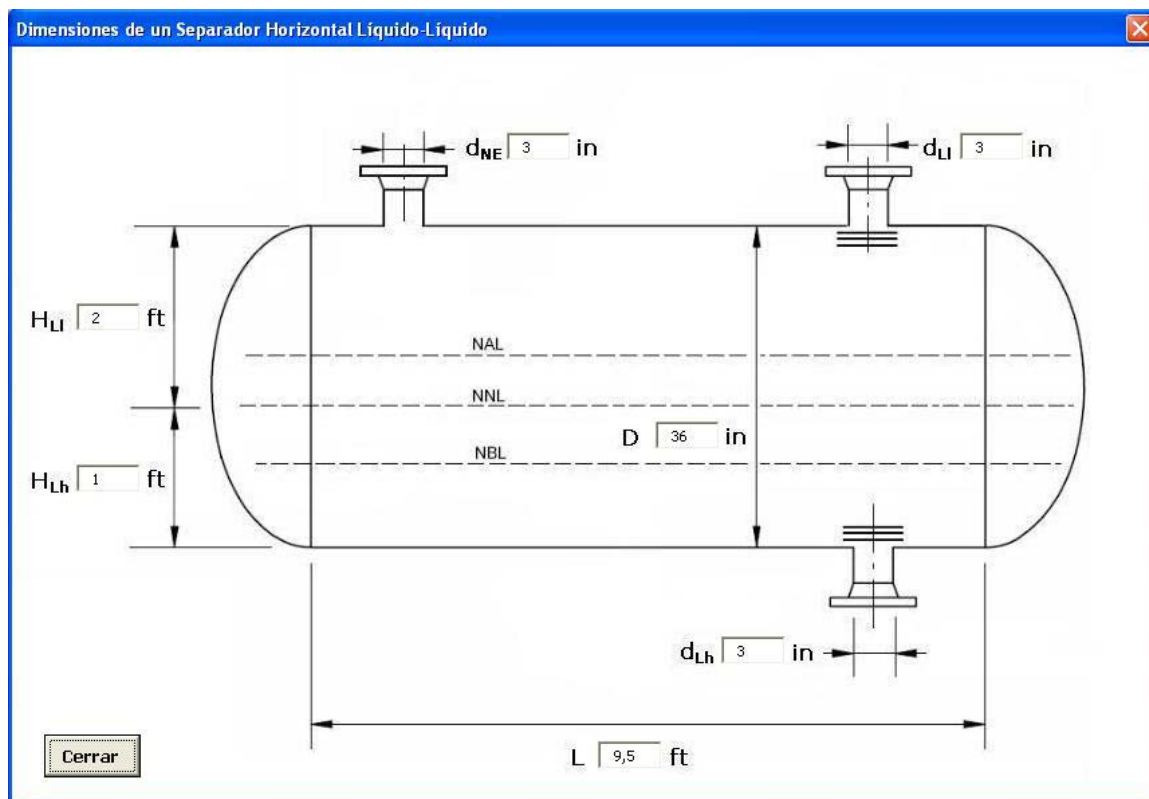 Dimensiones de un Separador Horizontal Líquido-Líquido
dNE 3 in
dLl 3 in
HLl 2 ft
NAL
NNL
D 36 in
NBL
HLh 1 ft
dLh 3 in
Cerrar
L 9,5 ft